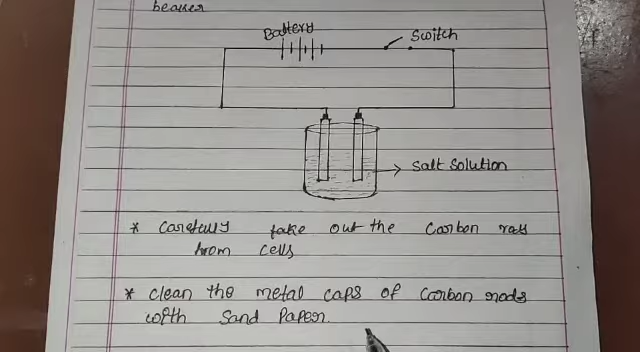 beaker
Battery
Switch
Salt Solution
* Carefully take out the Carbon rods
from cells
* clean the metal caps of Carbon rods
with Sand Paper.